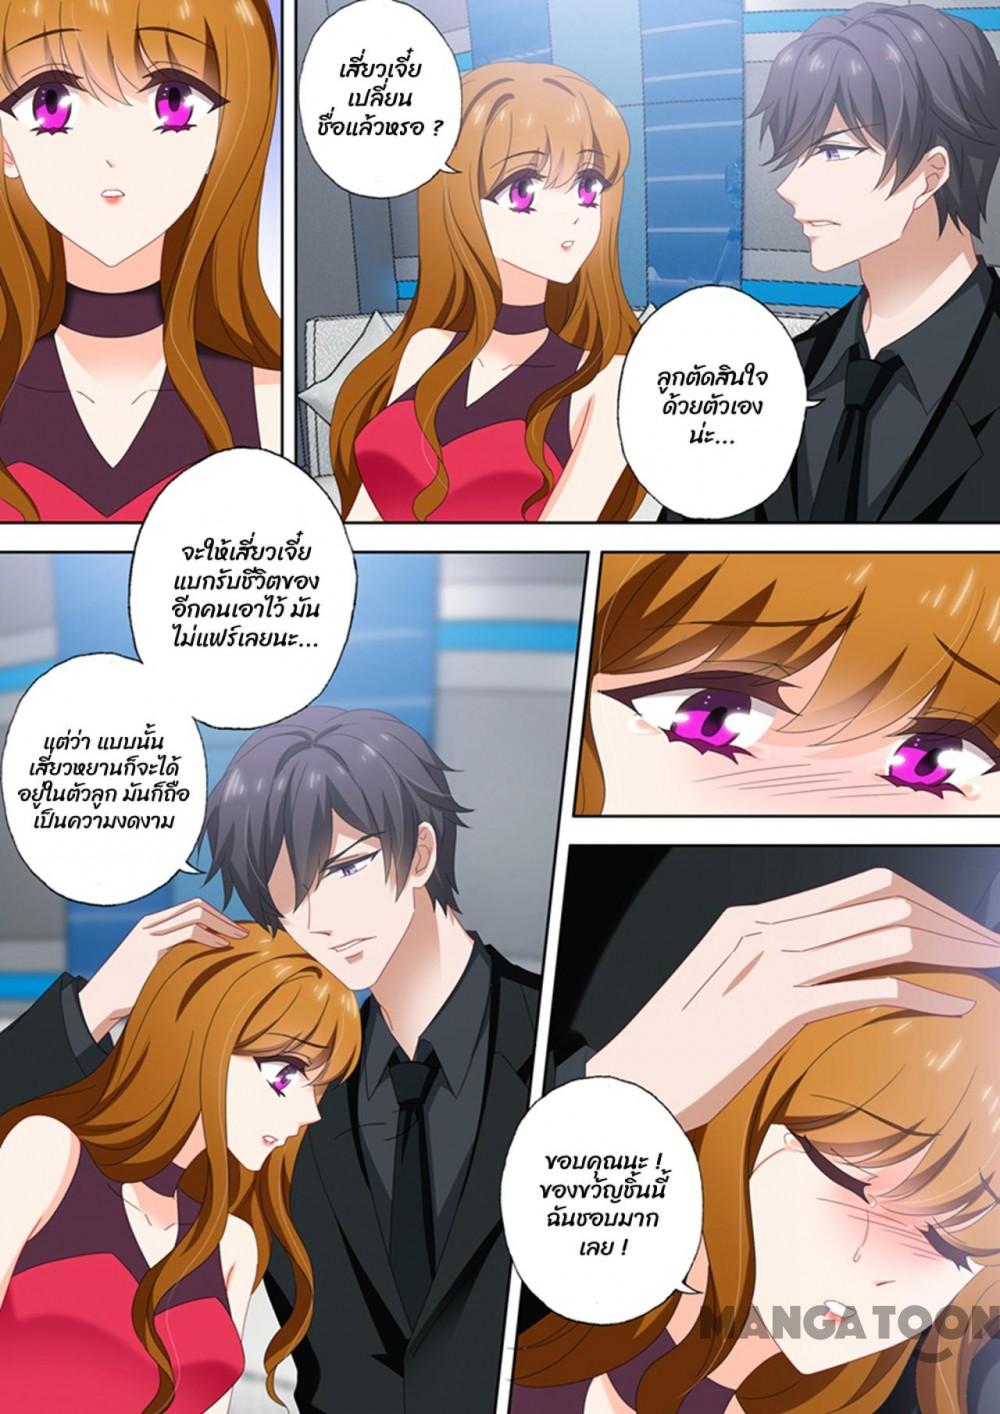 เสี่ยวเจี๋ย
เปลี่ยน
ชื่อแล้วหรอ ?
ลูกตัดสินใจ
ด้วยตัวเอง
น่ะ...
จะให้เสี่ยวเจี๋ย
แบกรับชีวิตของ
อีกคนเอาไว้ มัน
ไม่แฟร์เลยนะ...
แต่ว่า แบบนั้น
เสี่ยวหยานก็จะได้
อยู่ในตัวลูก มันก็ถือ
เป็นความงดงาม
ขอบคุณนะ !
ของขวัญชิ้นนี้
ฉันชอบมาก
เลย !
MANGATOON